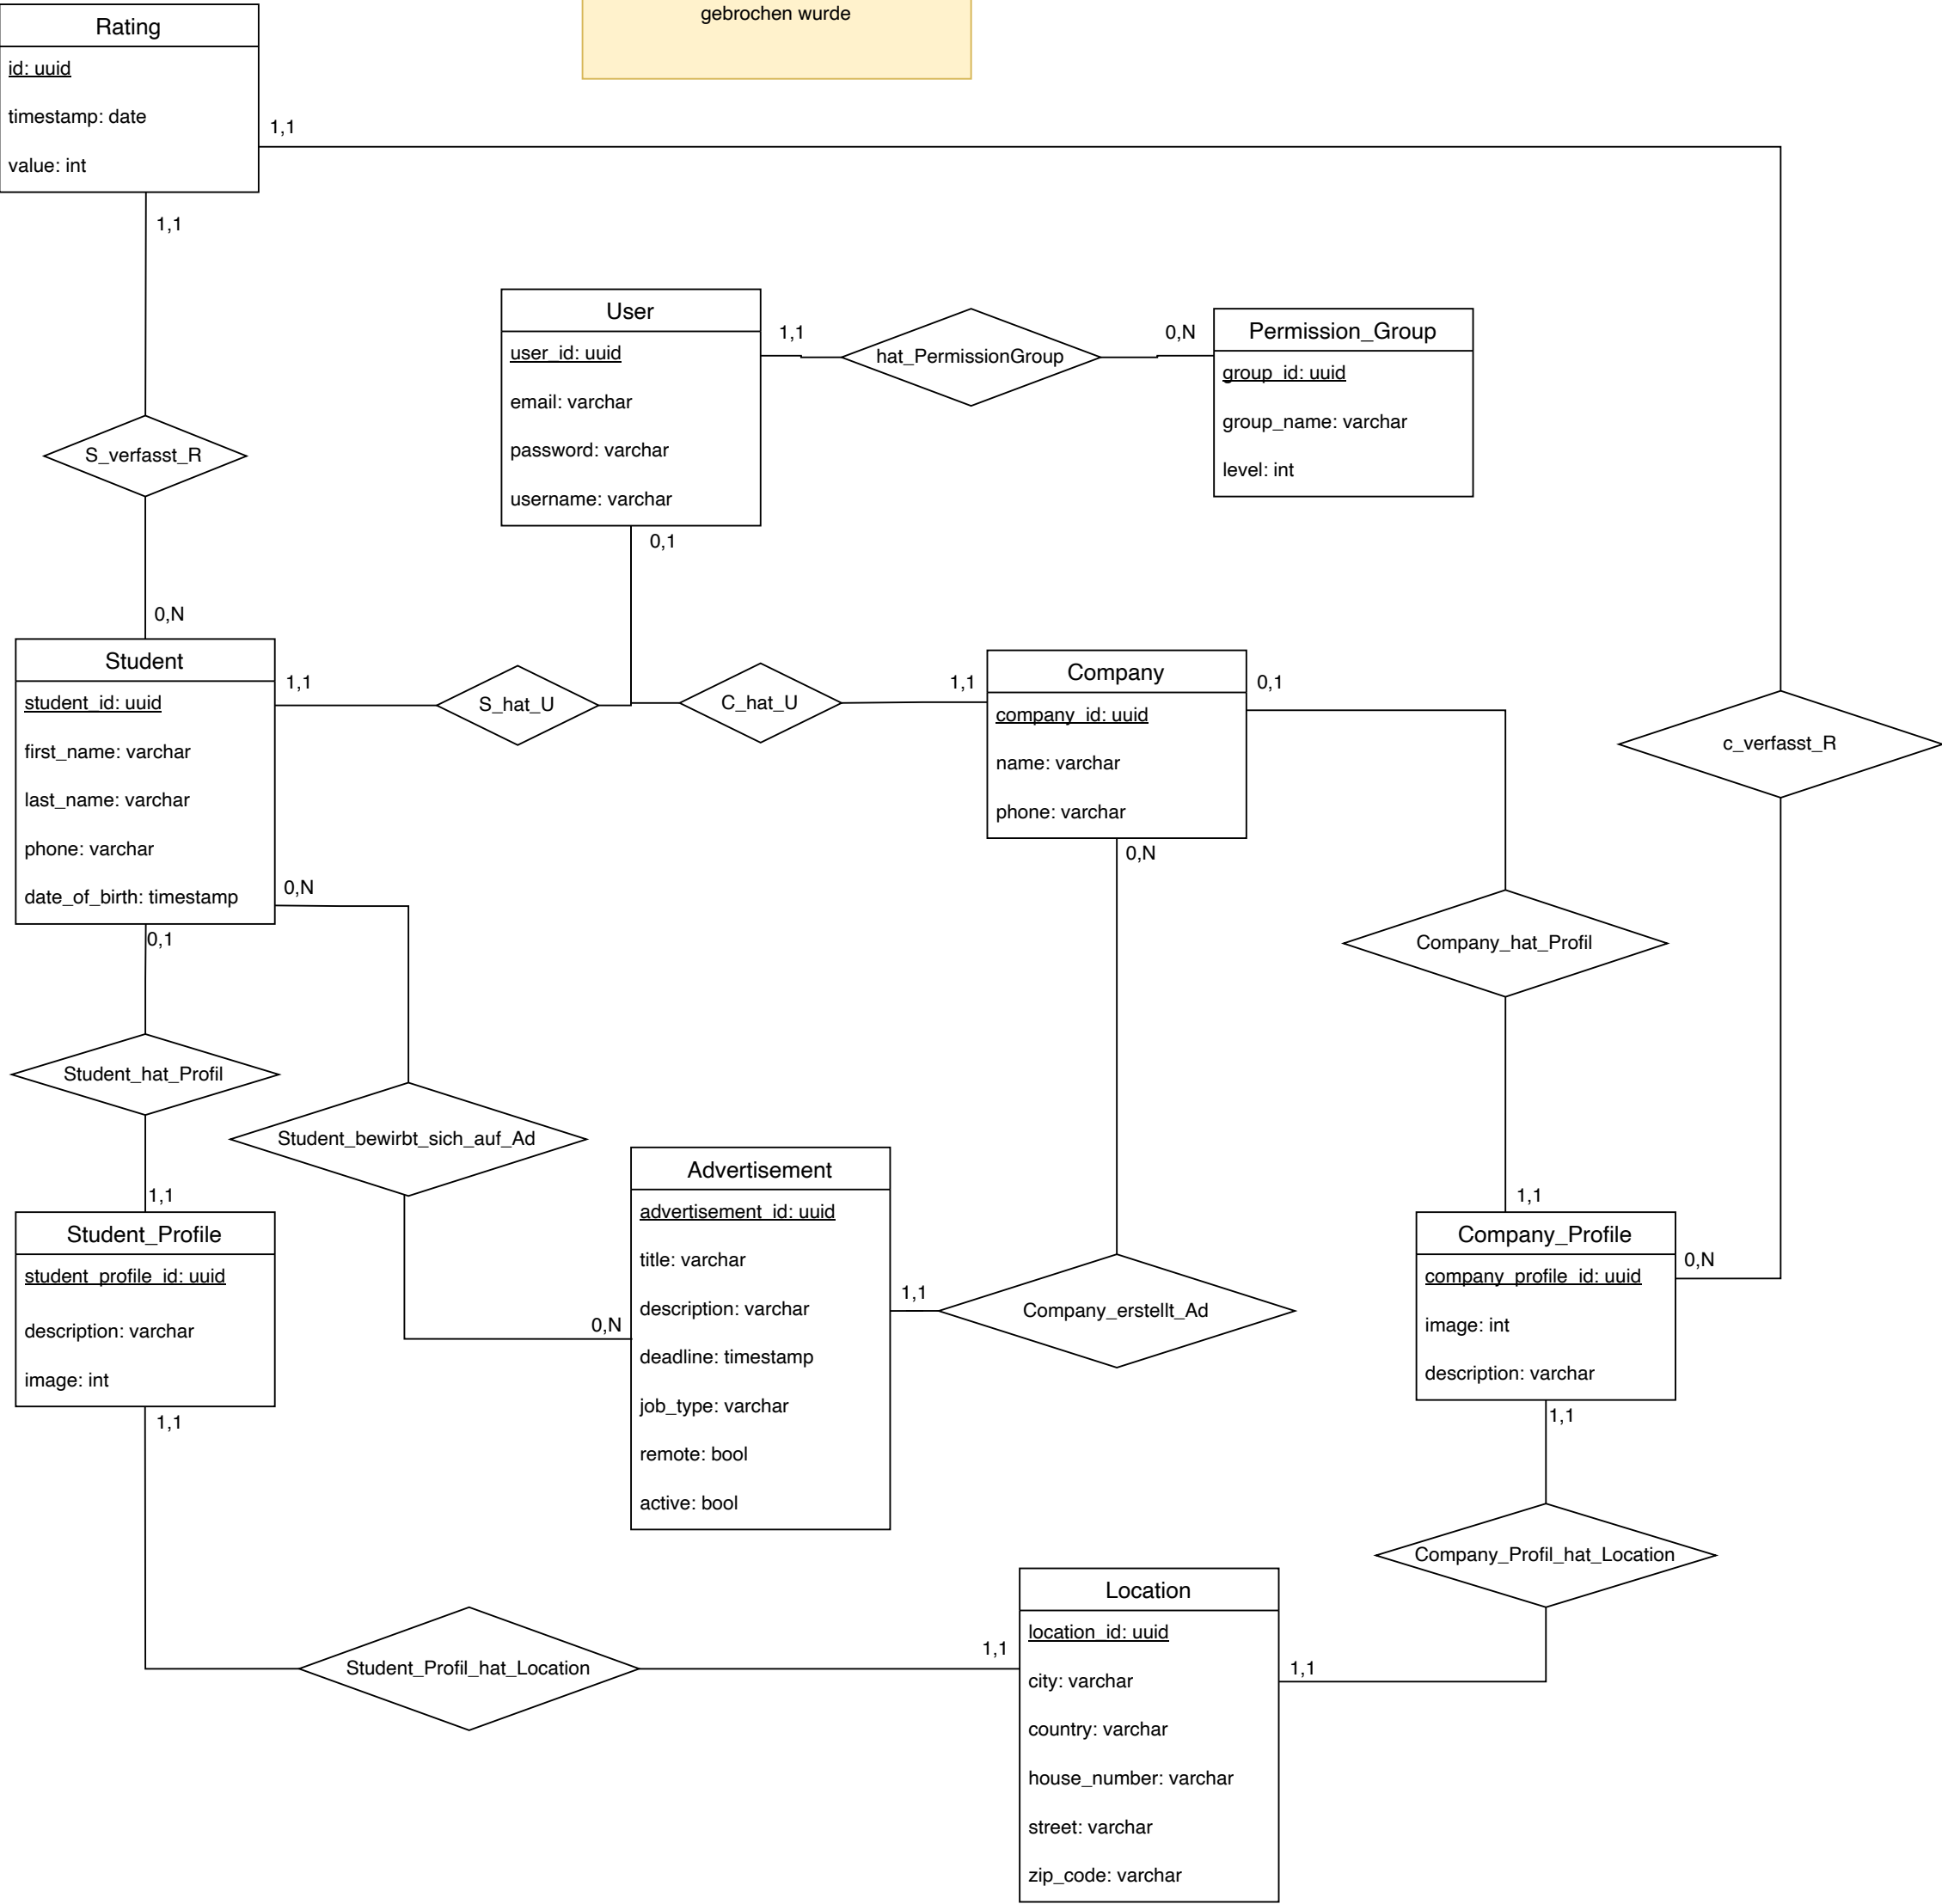 gebrochen wurde
Rating
id: uuid
timestamp: date
value: int
1,1
1,1
User
user_id: uuid
email: varchar
password: varchar
username: varchar
1,1
hat_PermissionGroup
0,N
Permission_Group
group_id: uuid
group_name: varchar
level: int
S_verfasst_R
0,1
0,N
Student
student_id: uuid
first_name: varchar
last_name: varchar
phone: varchar
date_of_birth: timestamp
1,1
S_hat_U
C_hat_U
1,1
Company
company_id: uuid
name: varchar
phone: varchar
0,1
c_verfasst_R
0,N
0,N
0,1
Company_hat_Profil
Student_hat_Profil
Student_bewirbt_sich_auf_Ad
1,1
Student_Profile
student_profile_id: uuid
description: varchar
image: int
0,N
Advertisement
advertisement_id: uuid
title: varchar
description: varchar
deadline: timestamp
job_type: varchar
remote: bool
active: bool
1,1
Company_erstellt_Ad
1,1
Company_Profile
company_profile_id: uuid
image: int
description: varchar
0,N
1,1
1,1
Company_Profil_hat_Location
Student_Profil_hat_Location
1,1
Location
location_id: uuid
city: varchar
country: varchar
house_number: varchar
street: varchar
zip_code: varchar
1,1